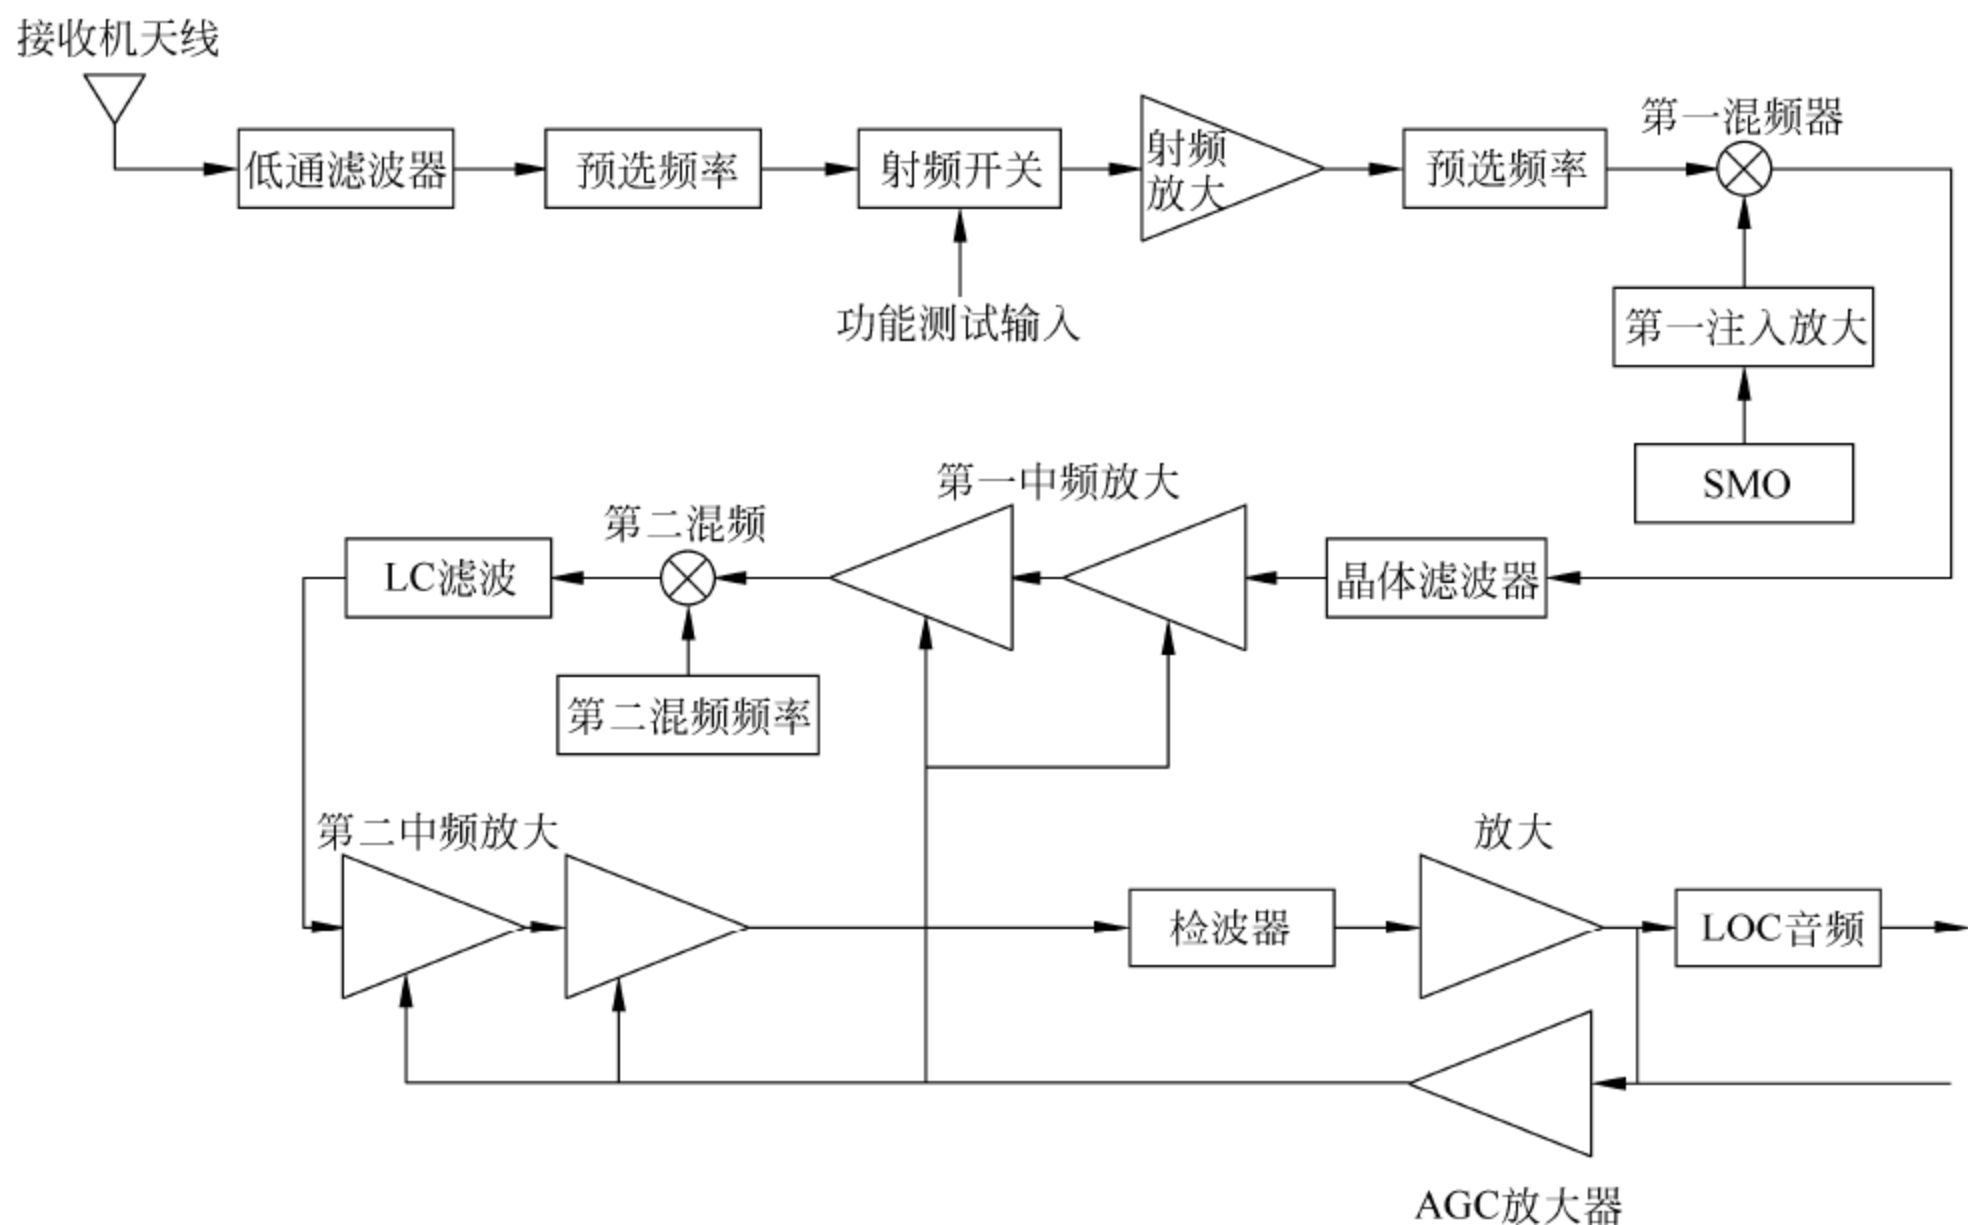 接收机天线
低通滤波器
预选频率
射频开关
射频
放大
预选频率
第一混频器
功能测试输入
第一注入放大
SMO
第一中频放大
第二混频
LC滤波
晶体滤波器
第二混频频率
第二中频放大
放大
检波器
LOC音频
AGC放大器